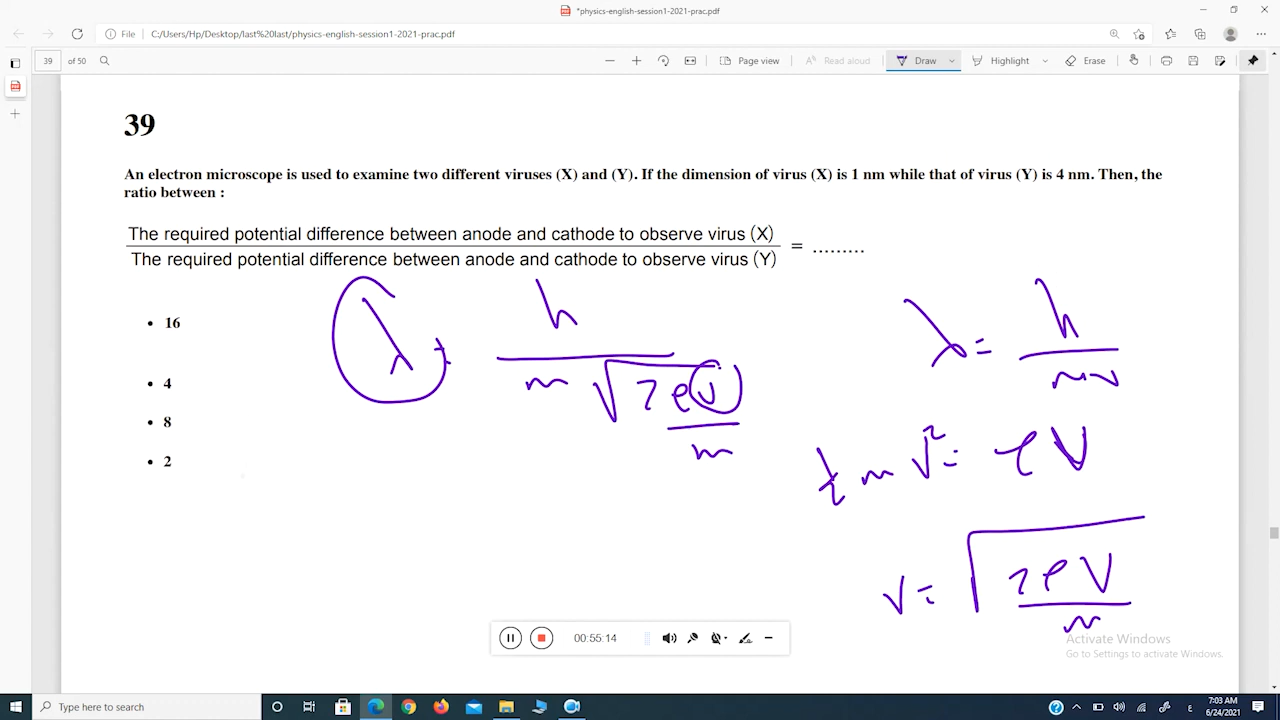 *physics-english-session1-2021-prac.pdf
File C:/Users/Hp/Desktop/last%20last/physics-english-session1-2021-prac.pdf
39 of 50 Page view Read aloud Draw Highlight Erase
39
An electron microscope is used to examine two different viruses (X) and (Y). If the dimension of virus (X) is 1 nm while that of virus (Y) is 4 nm. Then, the
ratio between :
The required potential difference between anode and cathode to observe virus (X)
The required potential difference between anode and cathode to observe virus (Y)
= .........
• 16
• 4
• 8
• 2
λ = h / m √(2eV / m)
λ = h / mv
1/2 m v² = eV
v = √(2eV / m)
00:55:14
Activate Windows
Go to Settings to activate Windows.
Type here to search
7:03 AM
6/24/2021